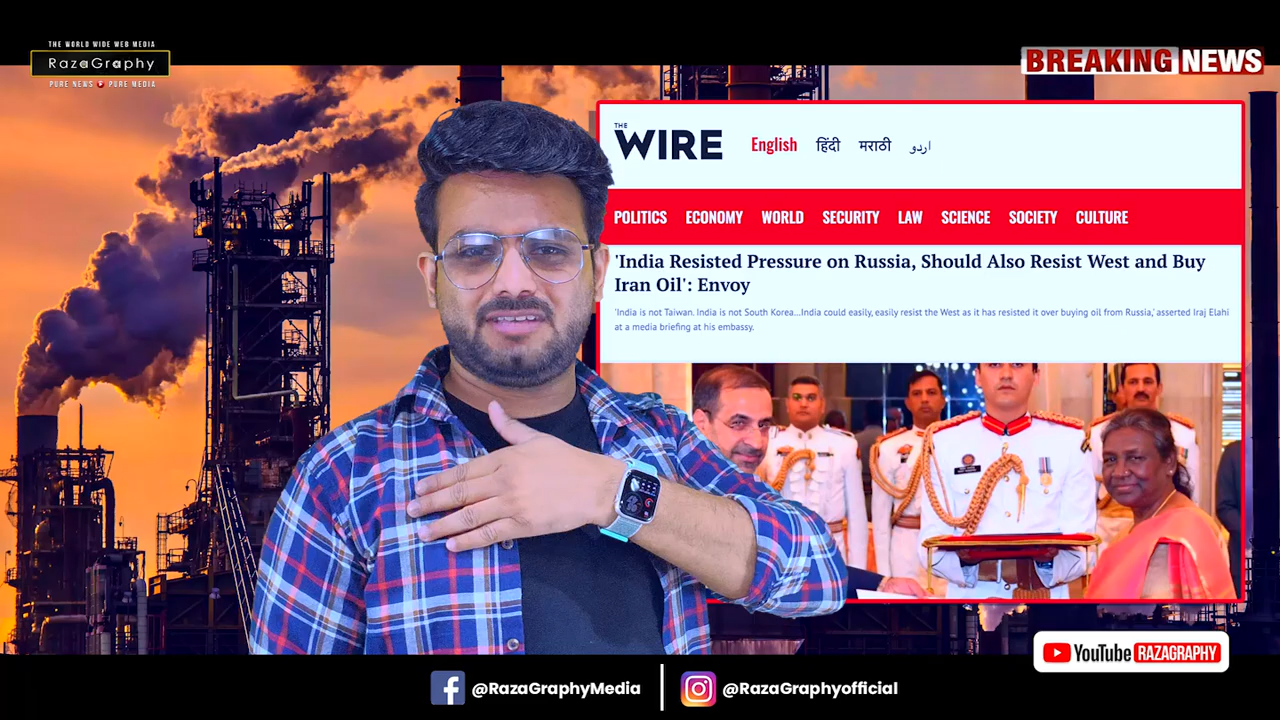 THE WORLD WIDE WEB MEDIA
RazaGraphy
PURE NEWS PURE MEDIA
BREAKING NEWS
THE
WIRE
English हिंदी मराठी اردو
POLITICS ECONOMY WORLD SECURITY LAW SCIENCE SOCIETY CULTURE
'India Resisted Pressure on Russia, Should Also Resist West and Buy
Iran Oil': Envoy
'India is not Taiwan. India is not South Korea...India could easily, easily resist the West as it has resisted it over buying oil from Russia,' asserted Iraj Elahi
at a media briefing at his embassy.
YouTube RAZAGRAPHY
@RazaGraphyMedia
@RazaGraphyofficial